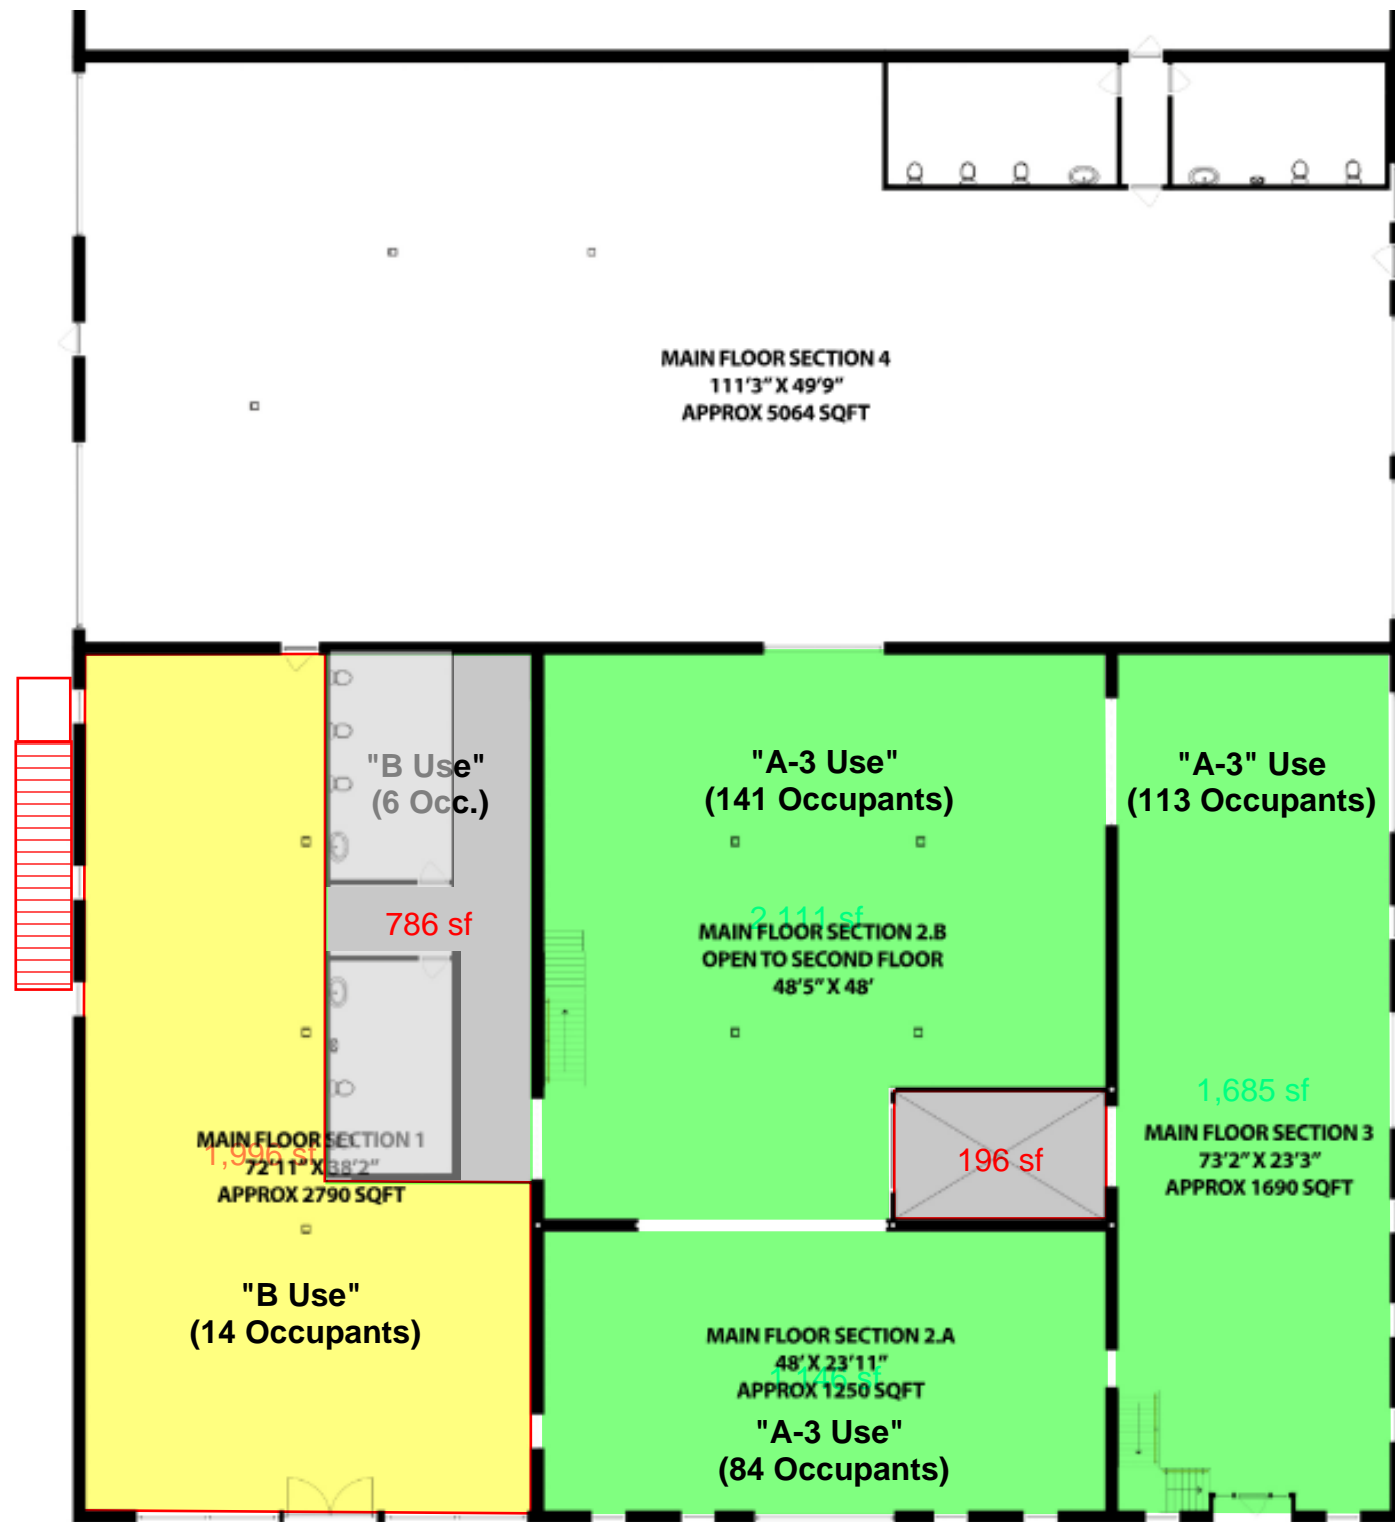 MAIN FLOOR SECTION 4
111'3" X 49'9"
APPROX 5064 SQFT
"B Use"
(6 Occ.)
786 sf
"A-3 Use"
(141 Occupants)
2,111 sf
MAIN FLOOR SECTION 2.B
OPEN TO SECOND FLOOR
48'5" X 48'
"A-3" Use
(113 Occupants)
1,685 sf
MAIN FLOOR SECTION 3
73'2" X 23'3"
APPROX 1690 SQFT
196 sf
MAIN FLOOR SECTION 1
1,996 sf
72'11" X 38'2"
APPROX 2790 SQFT
"B Use"
(14 Occupants)
MAIN FLOOR SECTION 2.A
48' X 23'11"
1,146 sf
APPROX 1250 SQFT
"A-3 Use"
(84 Occupants)